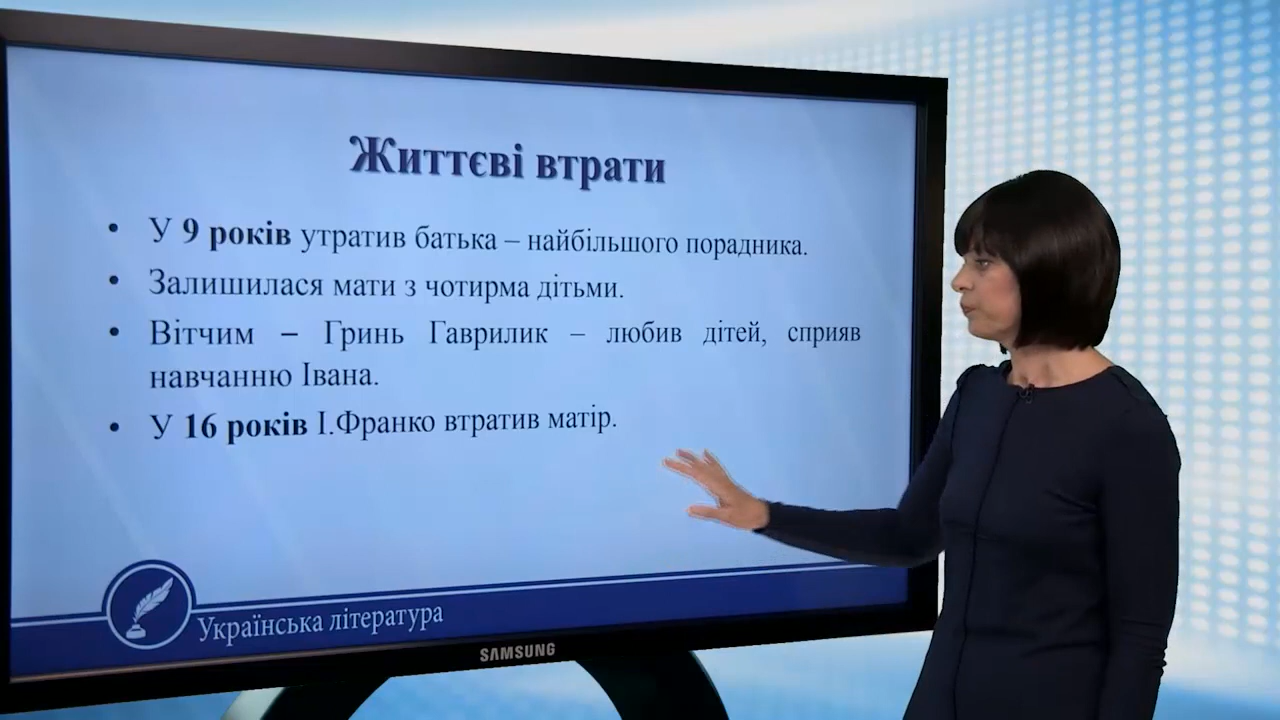 Життєві втрати
• У 9 років утратив батька – найбільшого порадника.
• Залишилася мати з чотирма дітьми.
• Вітчим – Гринь Гаврилик – любив дітей, сприяв
навчанню Івана.
• У 16 років І.Франко втратив матір.
Українська література
SAMSUNG